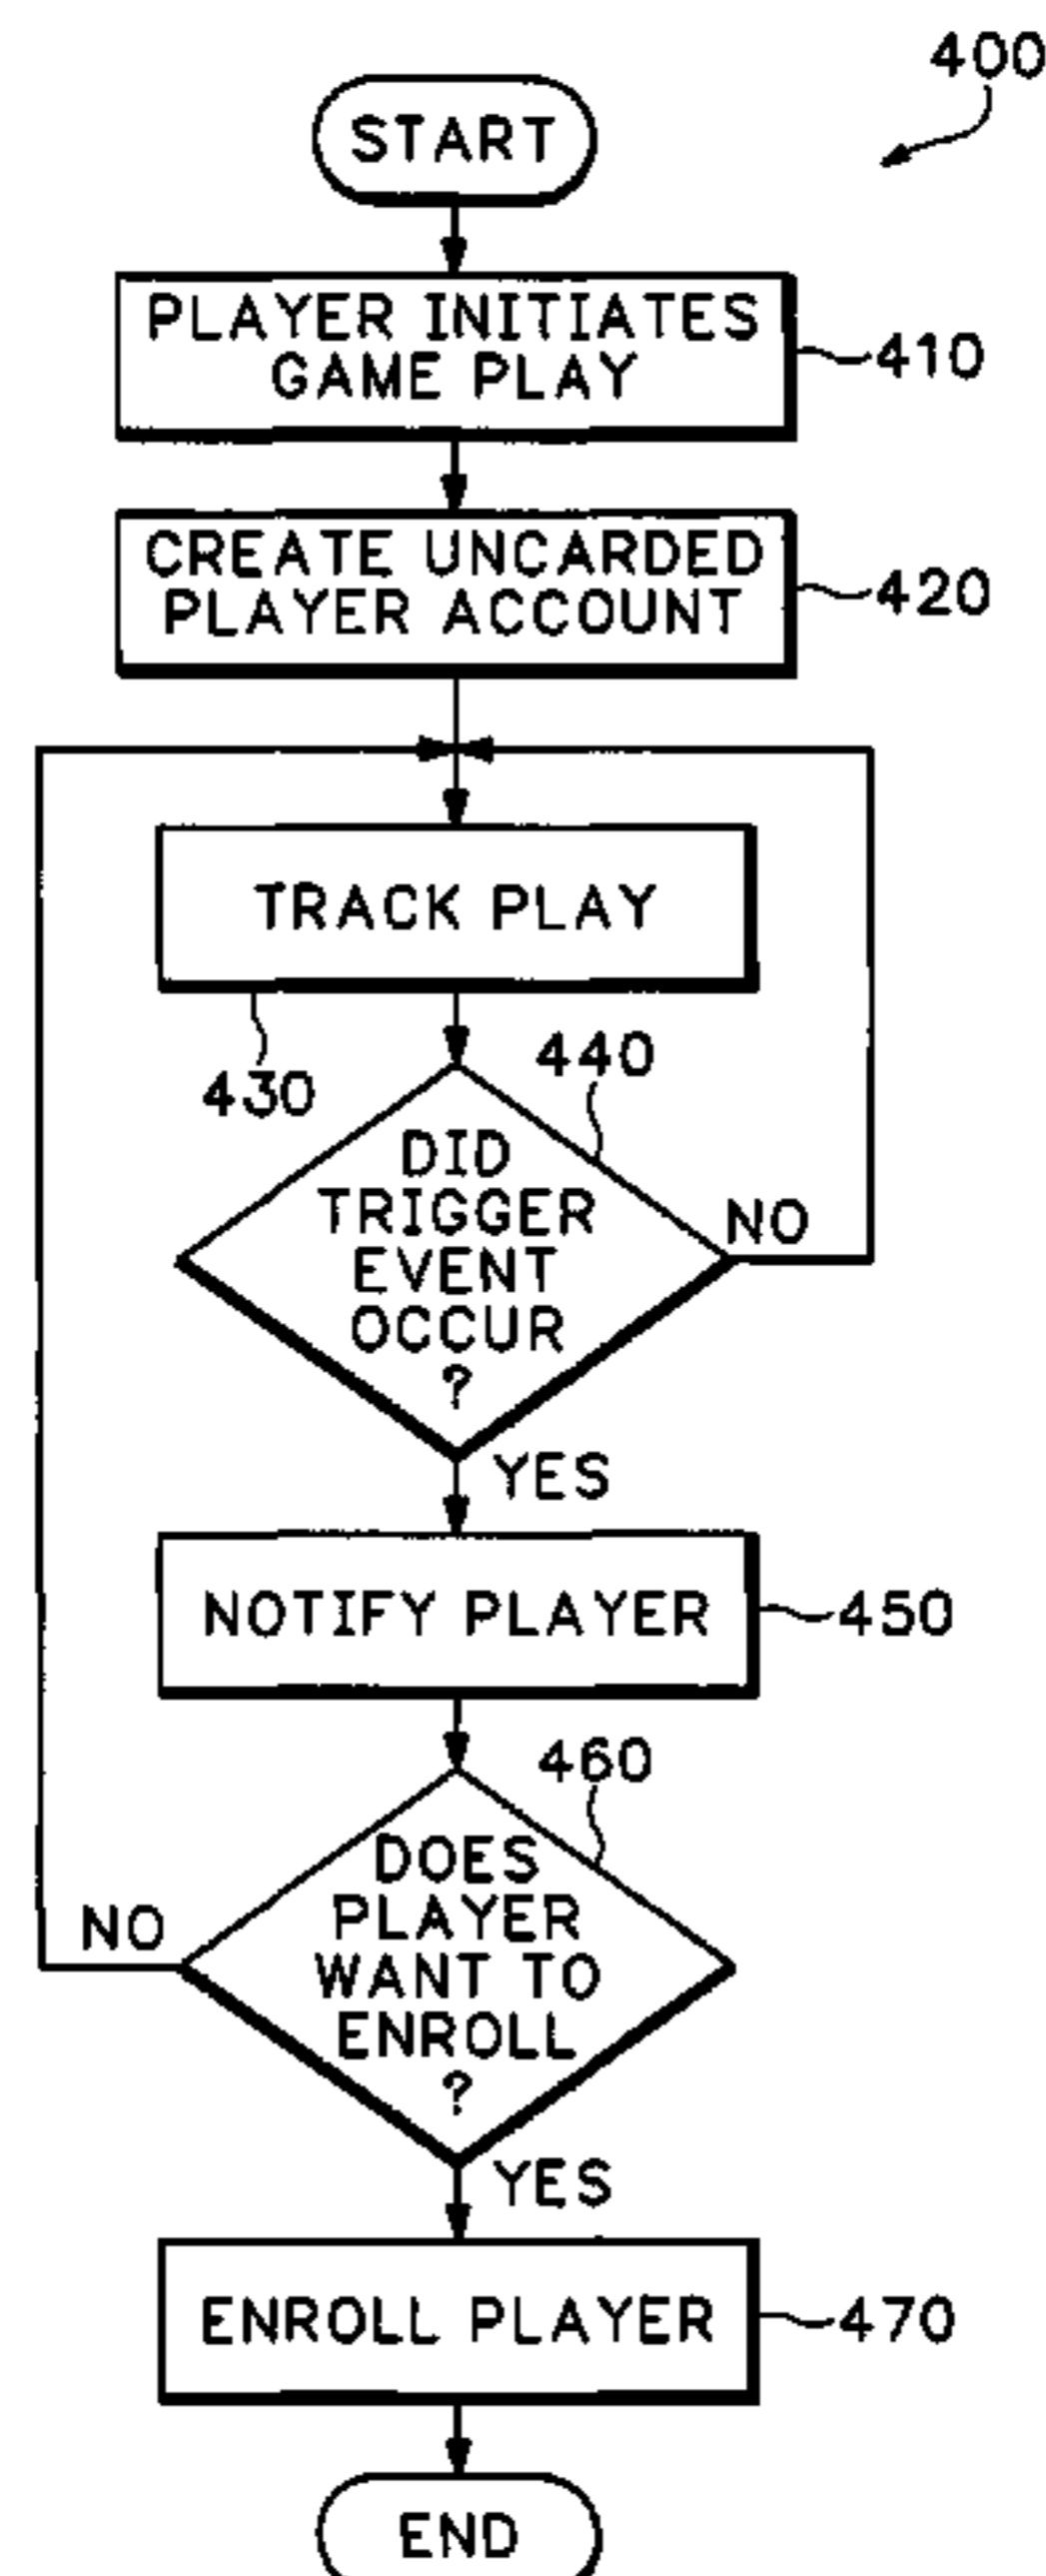 400
START
PLAYER INITIATES
GAME PLAY
410
CREATE UNCARDED
PLAYER ACCOUNT
420
TRACK PLAY
430
440
DID
TRIGGER
EVENT
OCCUR
?
NO
YES
NOTIFY PLAYER
450
460
DOES
PLAYER
WANT TO
ENROLL
?
NO
YES
ENROLL PLAYER
470
END